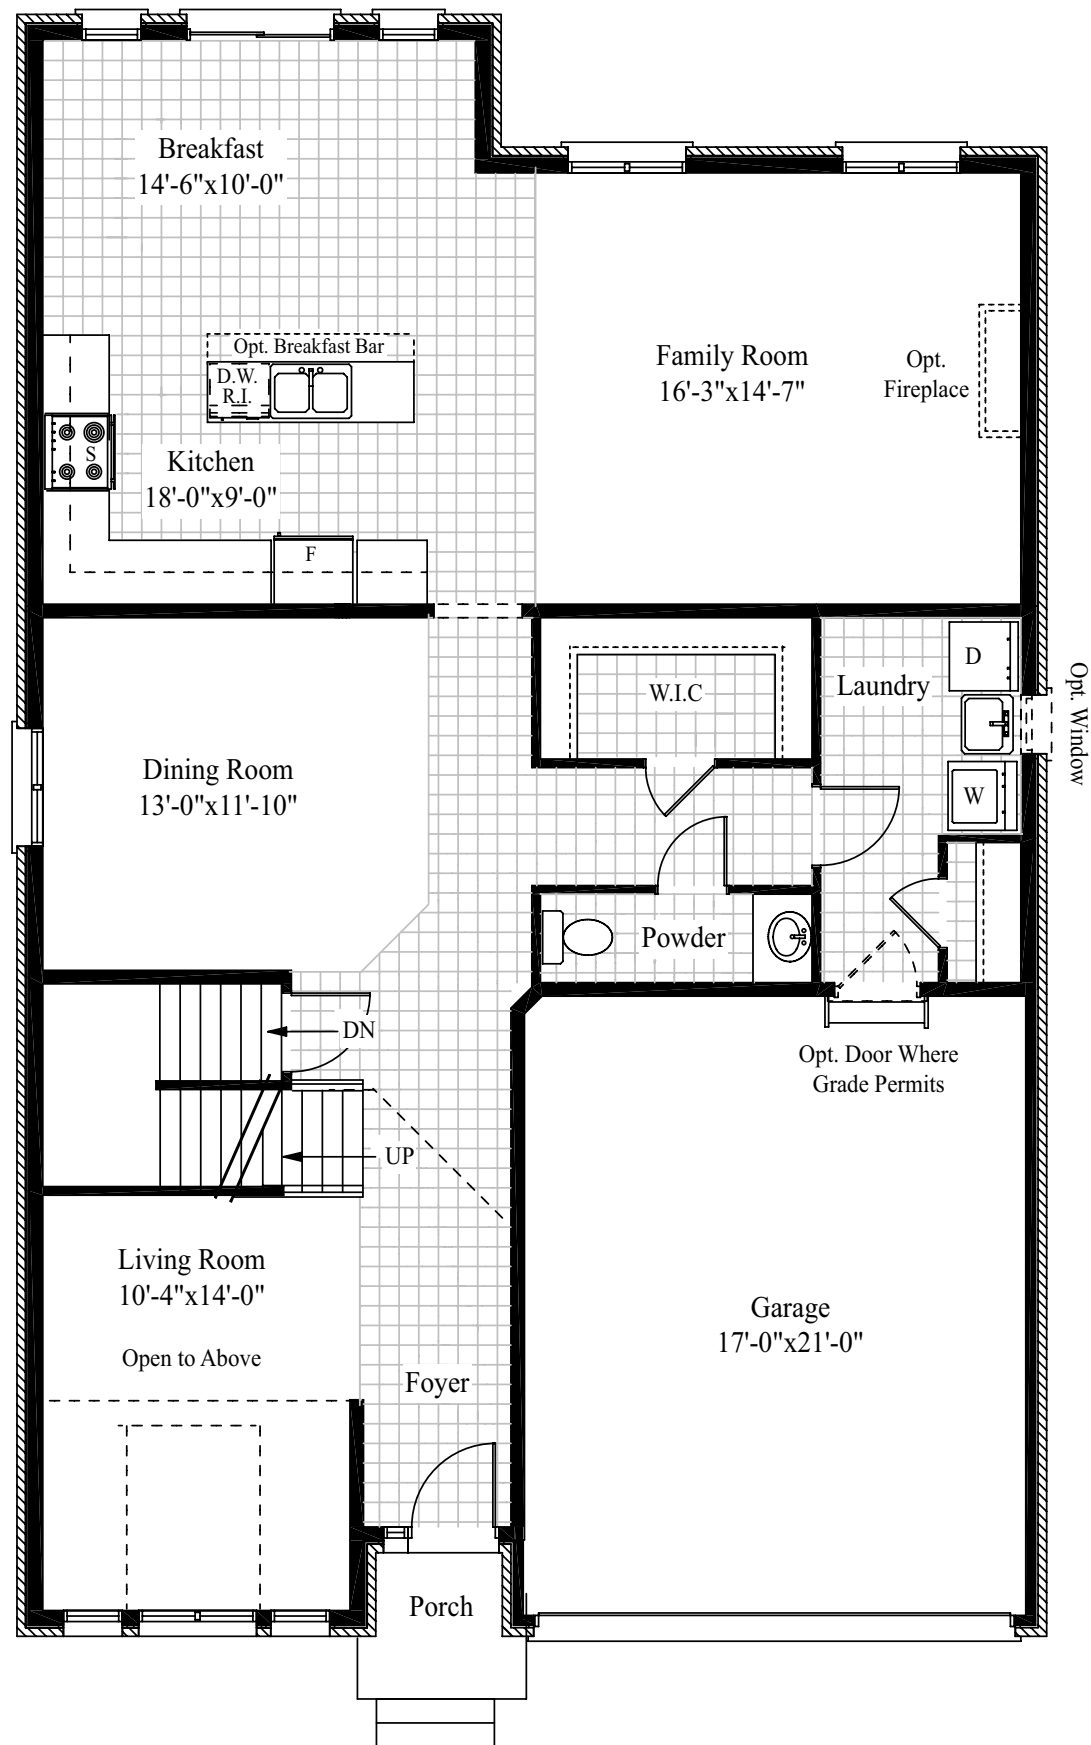 Breakfast
14'-6"x10'-0"
Opt. Breakfast Bar
D.W.
R.I.
Family Room
16'-3"x14'-7"
Opt.
Fireplace
S
Kitchen
18'-0"x9'-0"
F
D
Laundry
W.I.C
Opt. Window
Dining Room
13'-0"x11'-10"
W
Powder
DN
Opt. Door Where
Grade Permits
UP
Living Room
10'-4"x14'-0"
Garage
17'-0"x21'-0"
Open to Above
Foyer
Porch